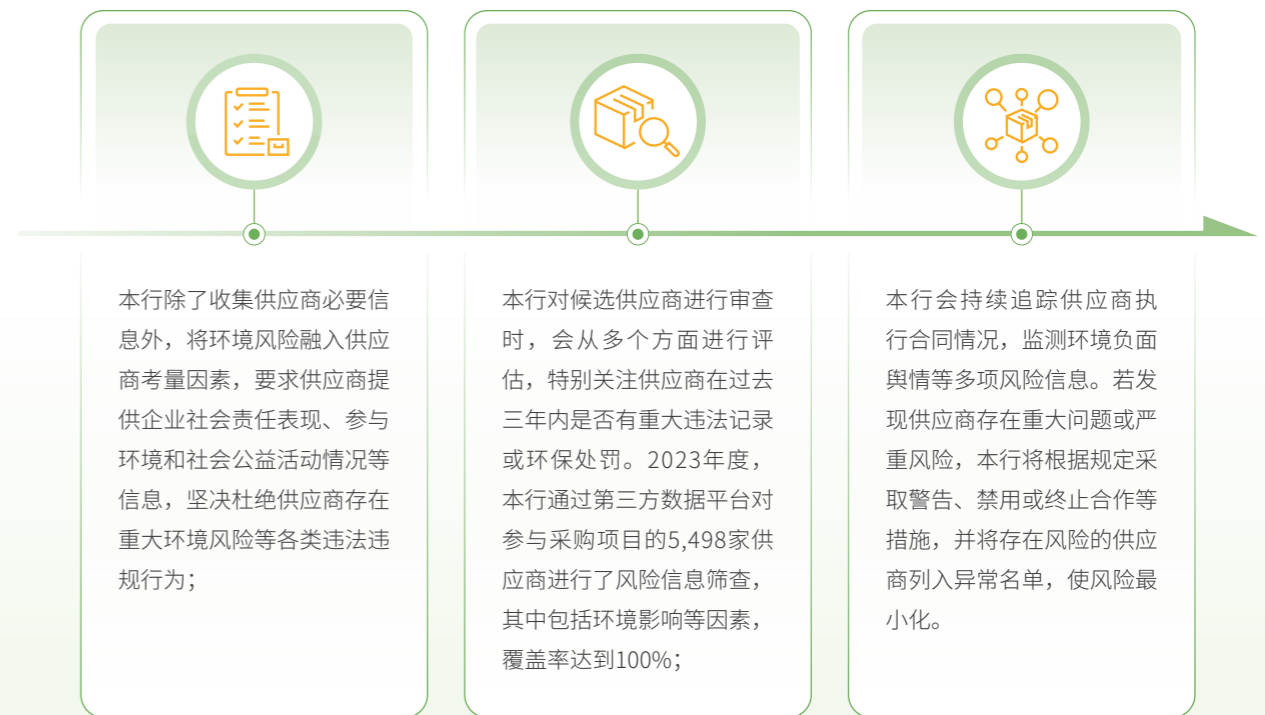 本行除了收集供应商必要信
息外，将环境风险融入供应
商考量因素，要求供应商提
供企业社会责任表现、参与
环境和社会公益活动情况等
信息，坚决杜绝供应商存在
重大环境风险等各类违法违
规行为；
本行对候选供应商进行审查
时，会从多个方面进行评
估，特别关注供应商在过去
三年内是否有重大违法记录
或环保处罚。2023年度，
本行通过第三方数据平台对
参与采购项目的5,498家供
应商进行了风险信息筛查，
其中包括环境影响等因素，
覆盖率达到100%；
本行会持续追踪供应商执
行合同情况，监测环境负面
舆情等多项风险信息。若发
现供应商存在重大问题或严
重风险，本行将根据规定采
取警告、禁用或终止合作等
措施，并将存在风险的供应
商列入异常名单，使风险最
小化。